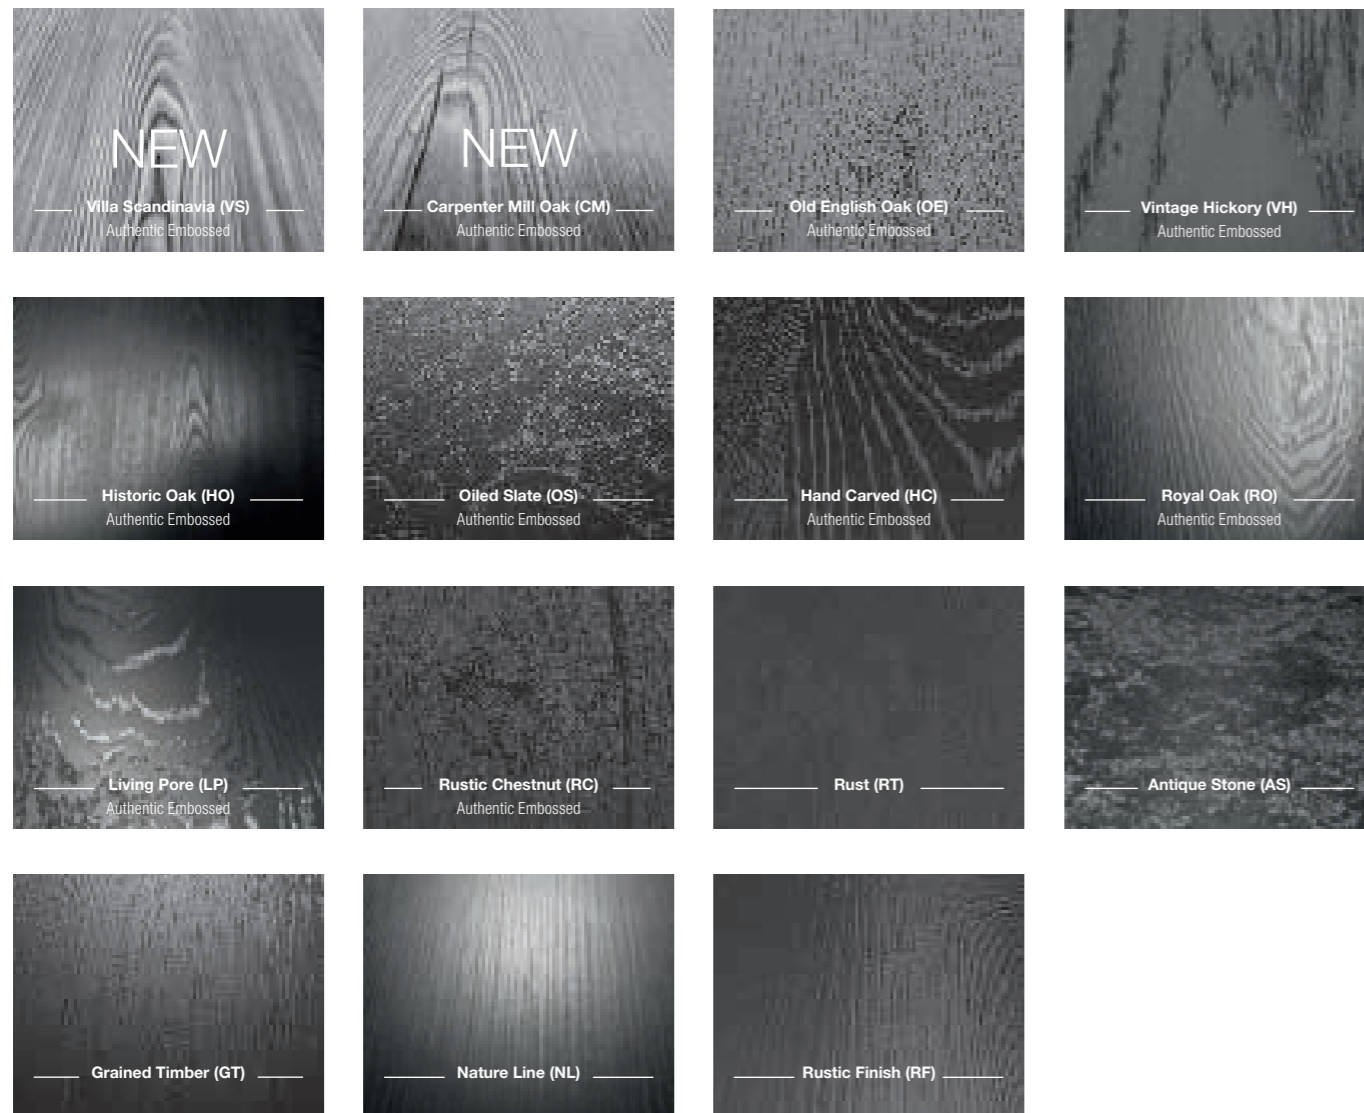 NEW
Villa Scandinavia (VS)
Authentic Embossed
NEW
Carpenter Mill Oak (CM)
Authentic Embossed
Old English Oak (OE)
Authentic Embossed
Vintage Hickory (VH)
Authentic Embossed
Historic Oak (HO)
Authentic Embossed
Oiled Slate (OS)
Authentic Embossed
Hand Carved (HC)
Authentic Embossed
Royal Oak (RO)
Authentic Embossed
Living Pore (LP)
Authentic Embossed
Rustic Chestnut (RC)
Authentic Embossed
Rust (RT)
Antique Stone (AS)
Grained Timber (GT)
Nature Line (NL)
Rustic Finish (RF)